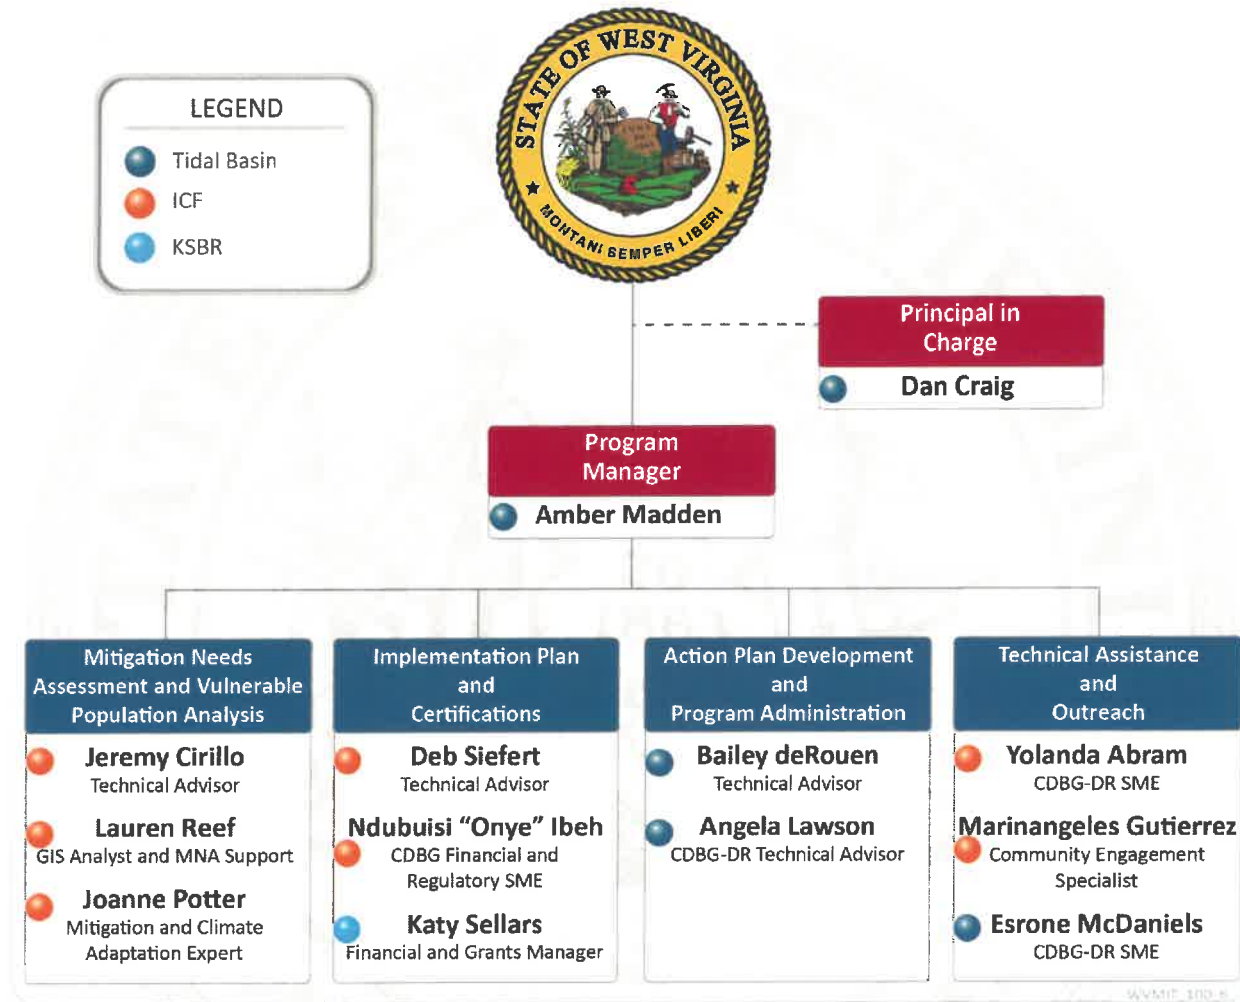 STATE OF WEST VIRGINIA
MONTANI SEMPER LIBERI
LEGEND
Tidal Basin
ICF
KSBR
Principal in
Charge
Dan Craig
Program
Manager
Amber Madden
Mitigation Needs
Assessment and Vulnerable
Population Analysis
Jeremy Cirillo
Technical Advisor
Lauren Reef
GIS Analyst and MNA Support
Joanne Potter
Mitigation and Climate
Adaptation Expert
Implementation Plan
and
Certifications
Deb Siefert
Technical Advisor
Ndubuisi “Onye” Ibeh
CDBG Financial and
Regulatory SME
Katy Sellars
Financial and Grants Manager
Action Plan Development
and
Program Administration
Bailey deRouen
Technical Advisor
Angela Lawson
CDBG-DR Technical Advisor
Technical Assistance
and
Outreach
Yolanda Abram
CDBG-DR SME
Marinangeles Gutierrez
Community Engagement
Specialist
Esrone McDaniels
CDBG-DR SME